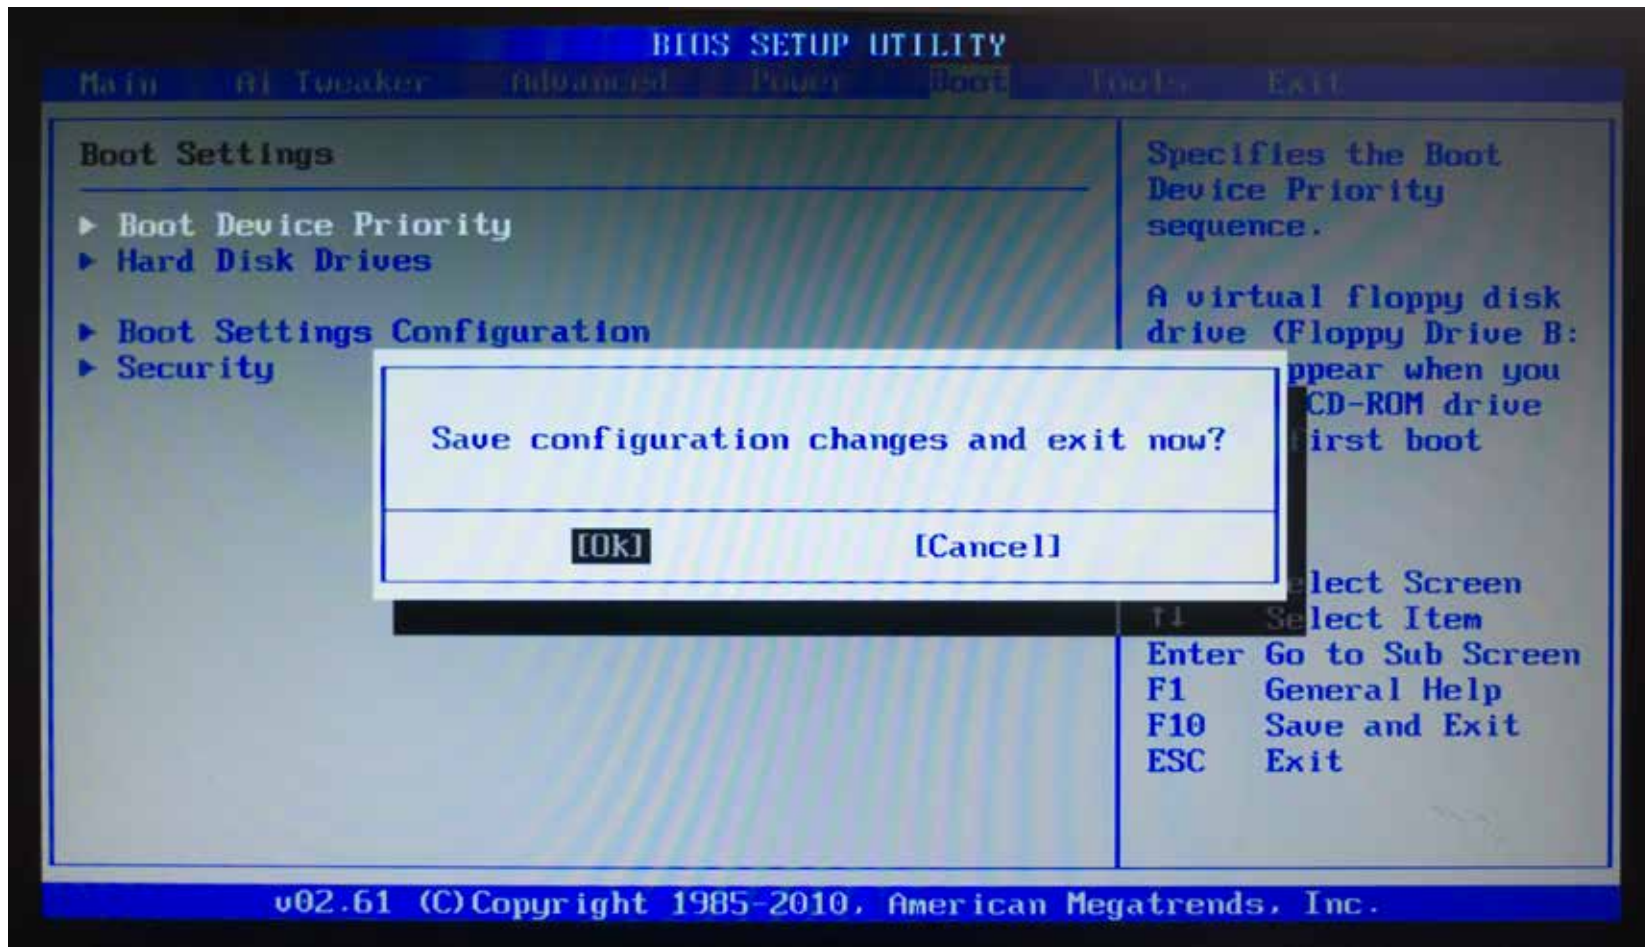 BIOS SETUP UTILITY
Main Ai Tweaker Advanced Power Boot Tools Exit
Boot Settings
Boot Device Priority
Hard Disk Drives
Boot Settings Configuration
Security
Specifies the Boot
Device Priority
sequence.
A virtual floppy disk
drive (Floppy Drive B:
ppear when you
CD-ROM drive
irst boot
Save configuration changes and exit now?
[Ok] [Cancel]
elect Screen
↑↓ Select Item
Enter Go to Sub Screen
F1 General Help
F10 Save and Exit
ESC Exit
v02.61 (C)Copyright 1985-2010, American Megatrends, Inc.